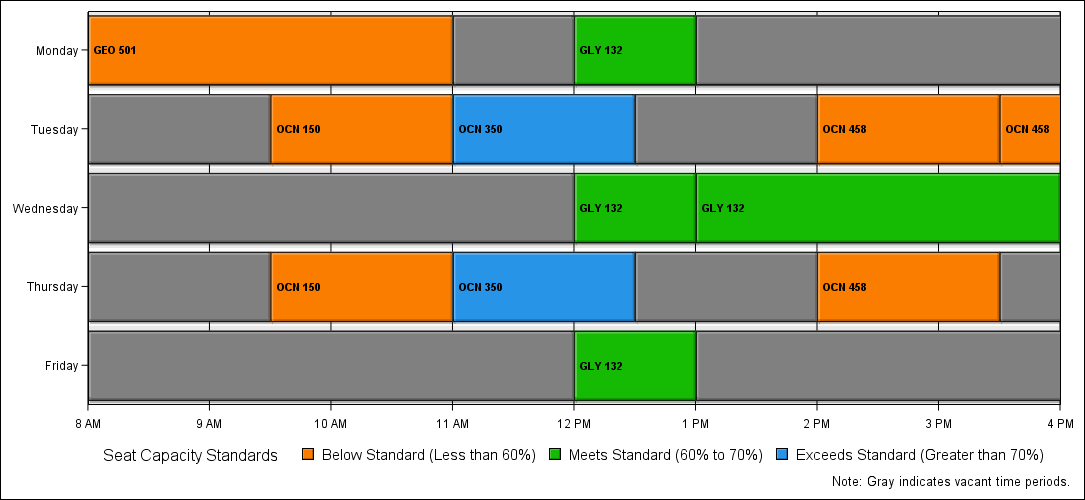 Monday
GEO 501
GLY 132
Tuesday
OCN 150
OCN 350
OCN 458
OCN 458
Wednesday
GLY 132
GLY 132
Thursday
OCN 150
OCN 350
OCN 458
Friday
GLY 132
8 AM 9 AM 10 AM 11 AM 12 PM 1 PM 2 PM 3 PM 4 PM
Seat Capacity Standards Below Standard (Less than 60%) Meets Standard (60% to 70%) Exceeds Standard (Greater than 70%)
Note: Gray indicates vacant time periods.